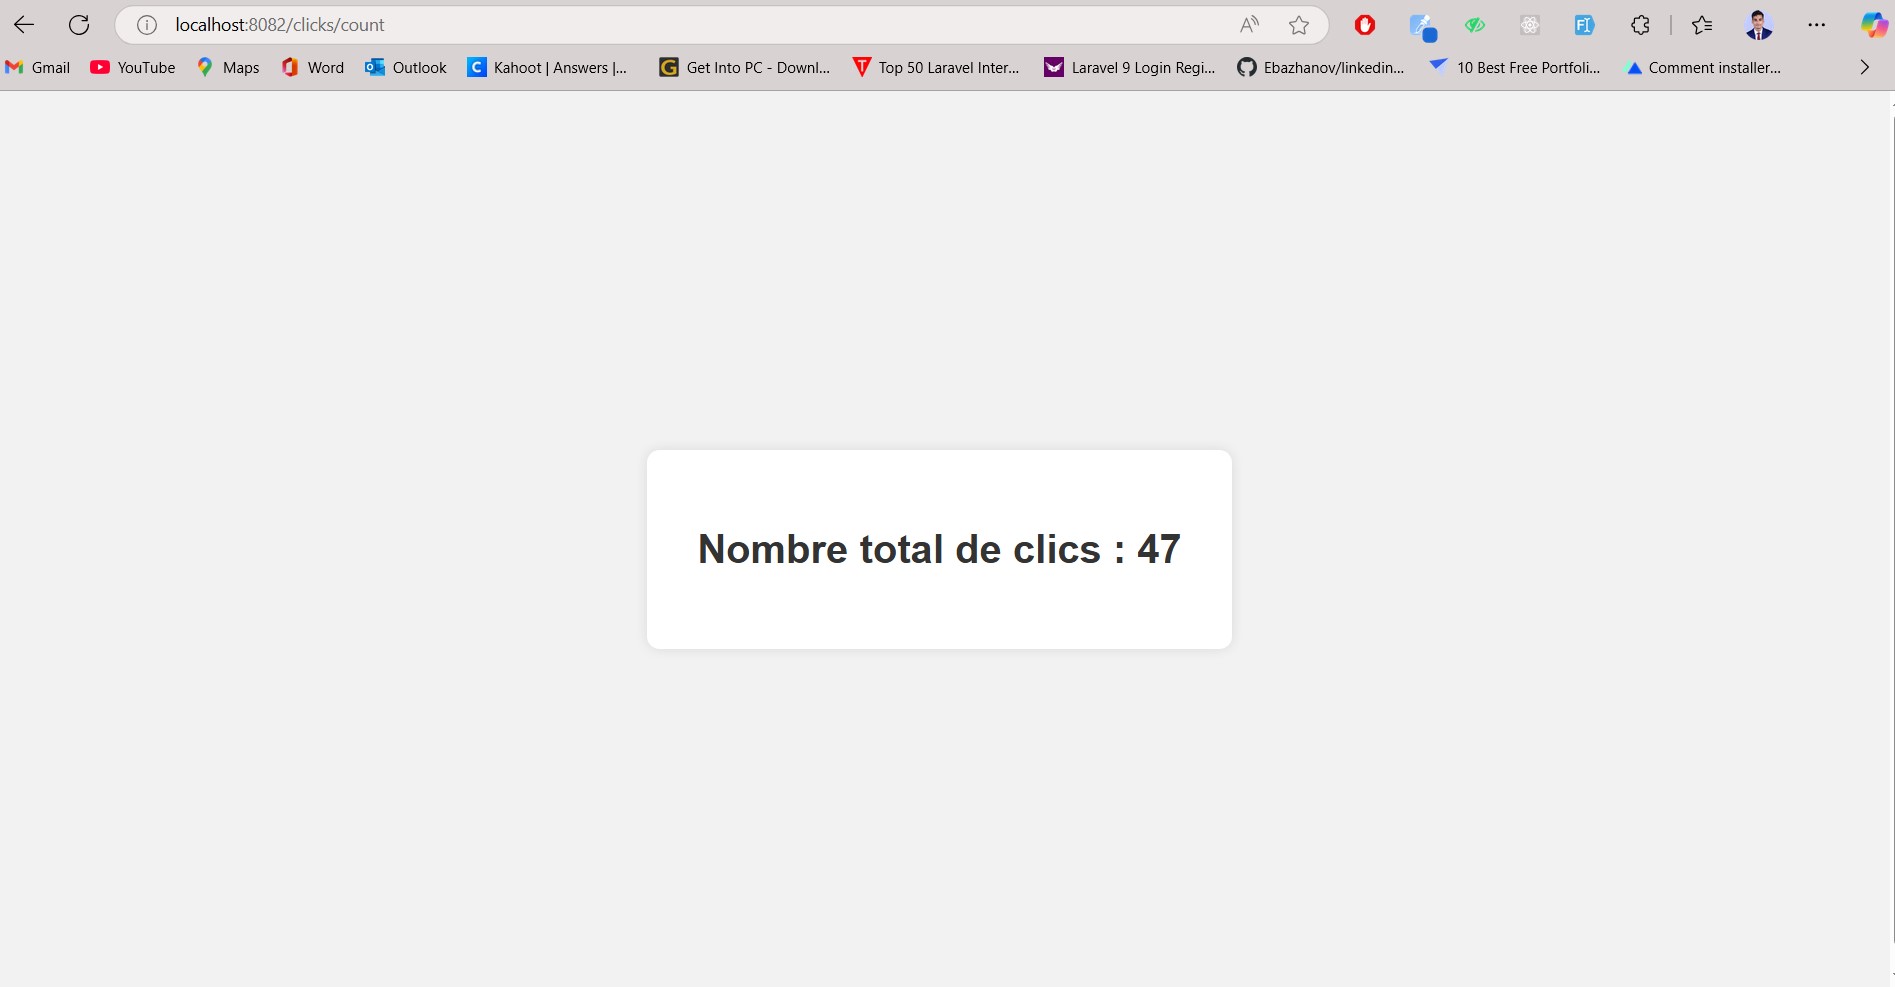 localhost:8082/clicks/count
Gmail YouTube Maps Word Outlook Kahoot | Answers |... Get Into PC - Downl... Top 50 Laravel Inter... Laravel 9 Login Regi... Ebazhanov/linkedin... 10 Best Free Portfoli... Comment installer...
Nombre total de clics : 47